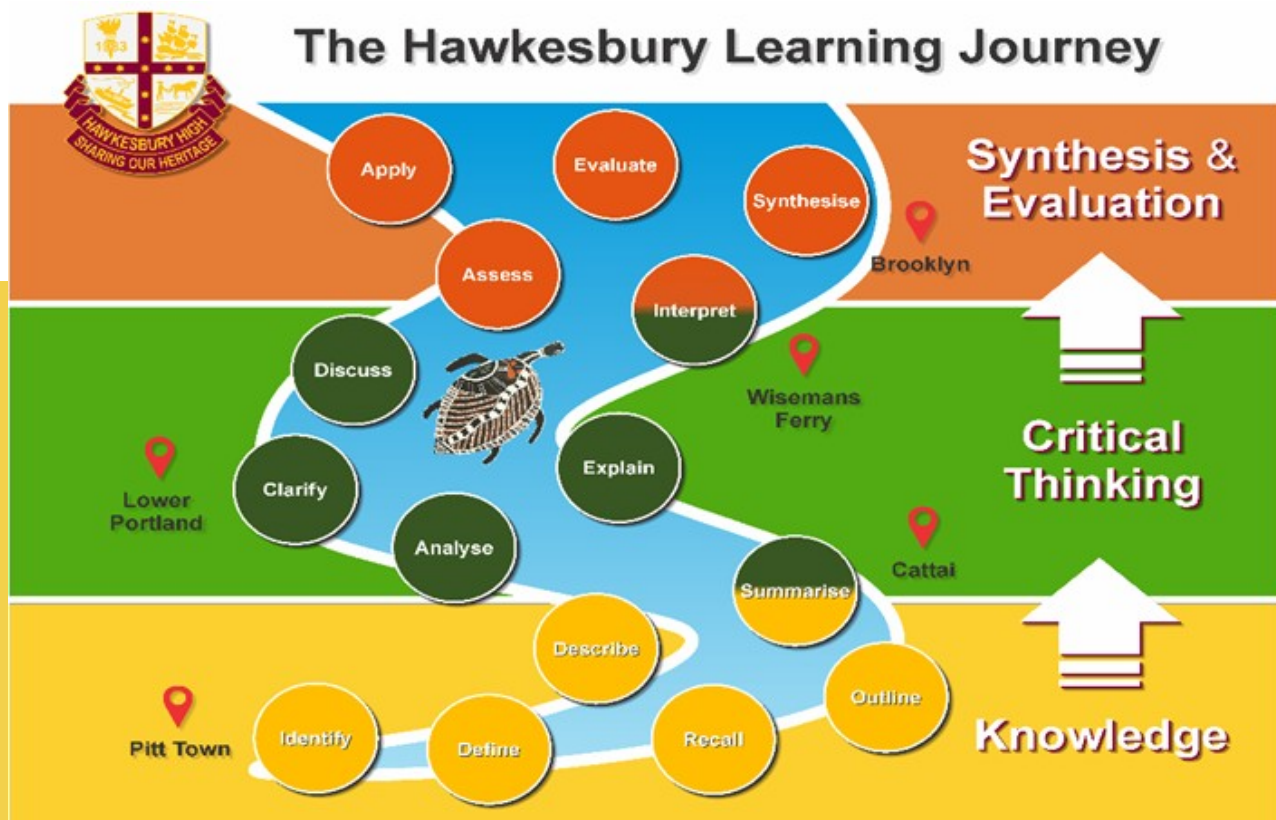 The Hawkesbury Learning Journey
1883
HAWKESBURY HIGH
SHARING OUR HERITAGE
Apply
Evaluate
Synthesise
Synthesis &
Evaluation
Brooklyn
Assess
Interpret
Discuss
Wisemans
Ferry
Critical
Thinking
Explain
Clarify
Lower
Portland
Analyse
Cattai
Summarise
Describe
Outline
Recall
Identify
Define
Pitt Town
Knowledge